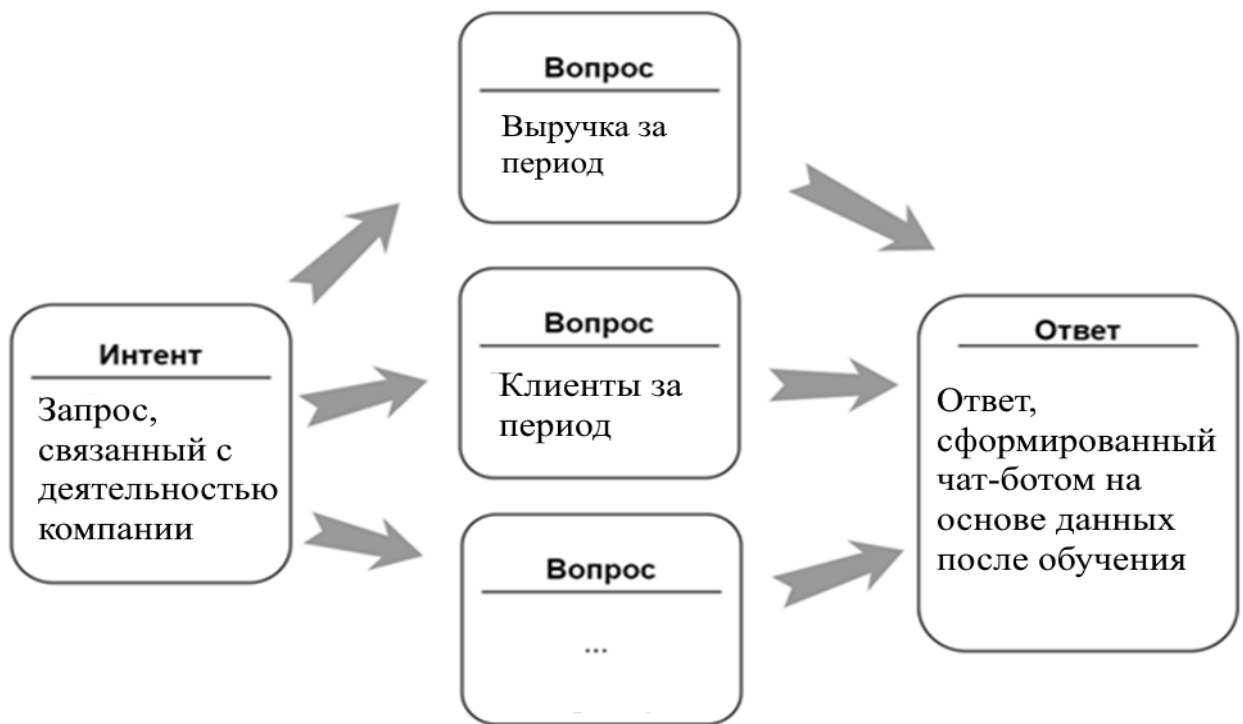 Вопрос
Выручка за
период
Интент
Запрос,
связанный с
деятельностью
компании
Вопрос
Клиенты за
период
Вопрос
...
Ответ
Ответ,
сформированный
чат-ботом на
основе данных
после обучения